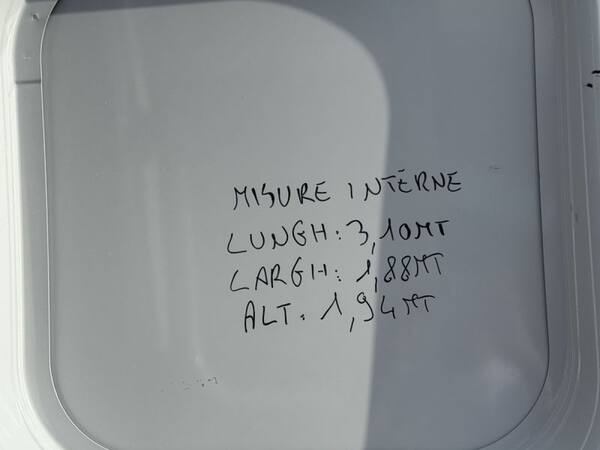 MISURE INTERNE
LUNGH: 3,10MT
LARGH: 1,88MT
ALT: 1,94MT